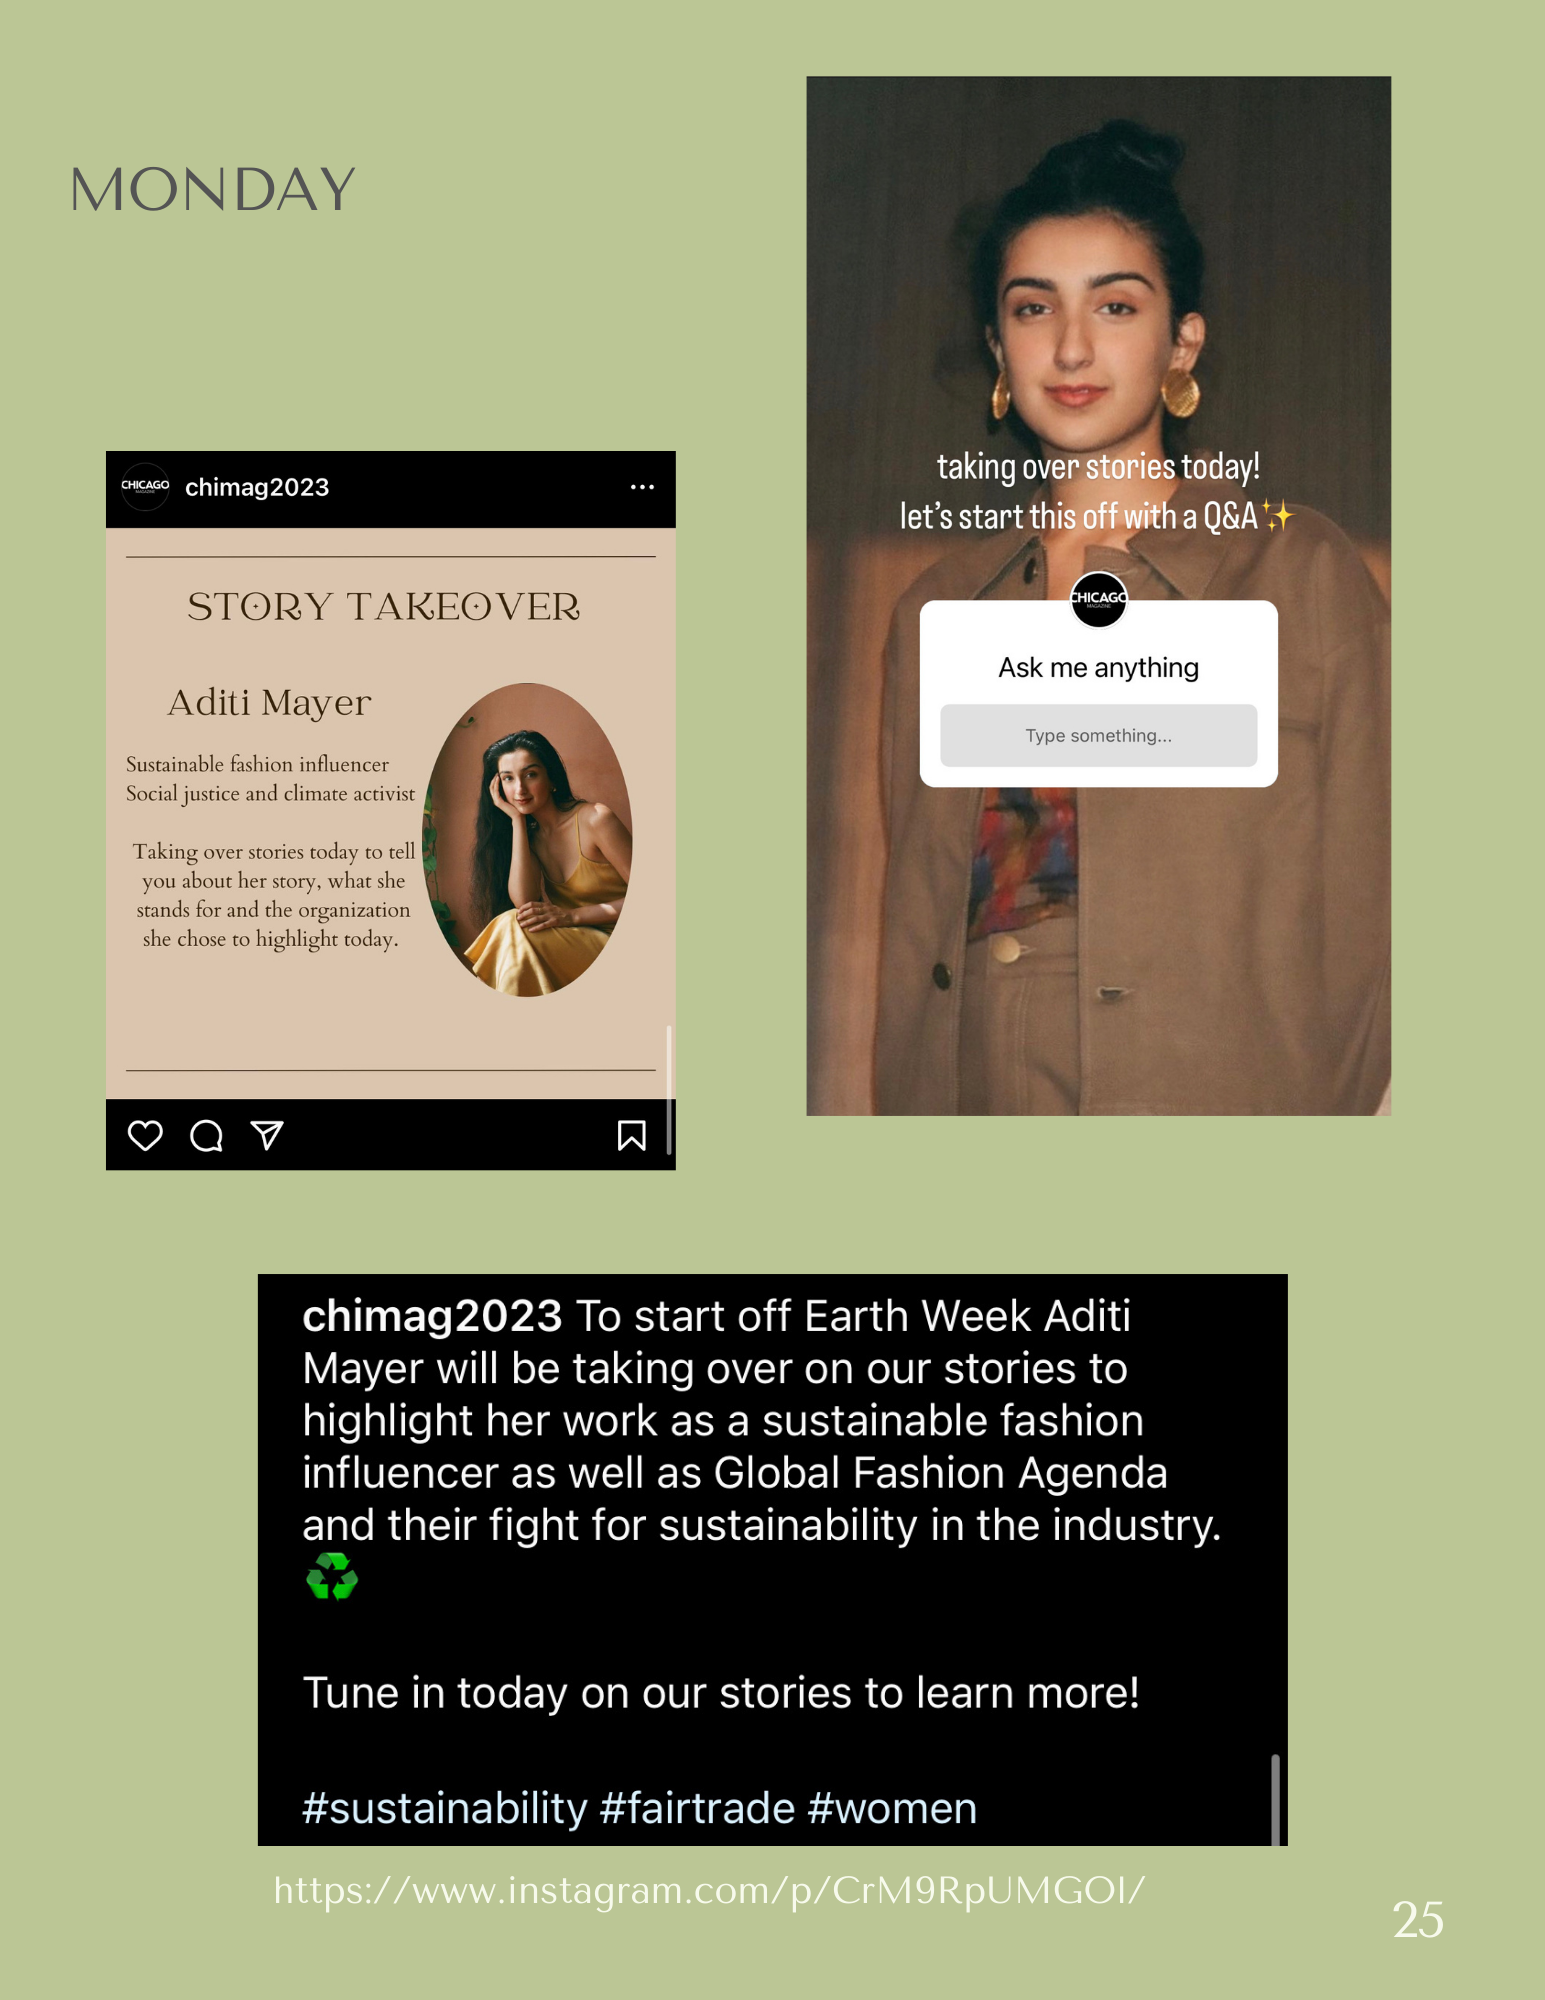 MONDAY
CHICAGO
MAGAZINE
chimag2023
STORY TAKEOVER
Aditi Mayer
Sustainable fashion influencer
Social justice and climate activist
Taking over stories today to tell
you about her story, what she
stands for and the organization
she chose to highlight today.
taking over stories today!
let's start this off with a Q&A✨
CHICAGO
MAGAZINE
Ask me anything
Type something...
chimag2023 To start off Earth Week Aditi
Mayer will be taking over on our stories to
highlight her work as a sustainable fashion
influencer as well as Global Fashion Agenda
and their fight for sustainability in the industry.
♻️
Tune in today on our stories to learn more!
#sustainability #fairtrade #women
https://www.instagram.com/p/CrM9RpUMGOI/
25